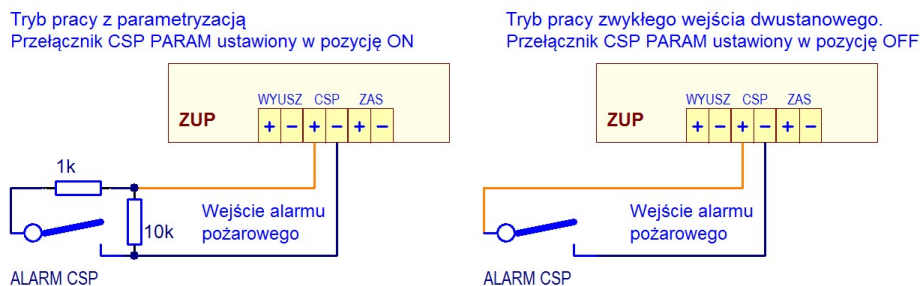 Tryb pracy z parametryzacją
Przełącznik CSP PARAM ustawiony w pozycję ON
WYUSZ CSP ZAS
ZUP
+ − + − + −
1k
10k
Wejście alarmu
pożarowego
ALARM CSP
Tryb pracy zwykłego wejścia dwustanowego.
Przełącznik CSP PARAM ustawiony w pozycję OFF
WYUSZ CSP ZAS
ZUP
+ − + − + −
Wejście alarmu
pożarowego
ALARM CSP